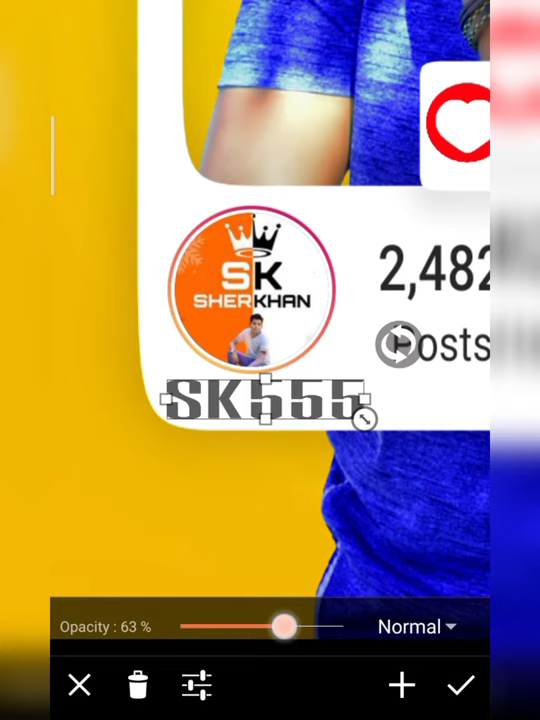 SK
SHERKHAN
2,482
Posts
SK555
Opacity : 63 %
Normal